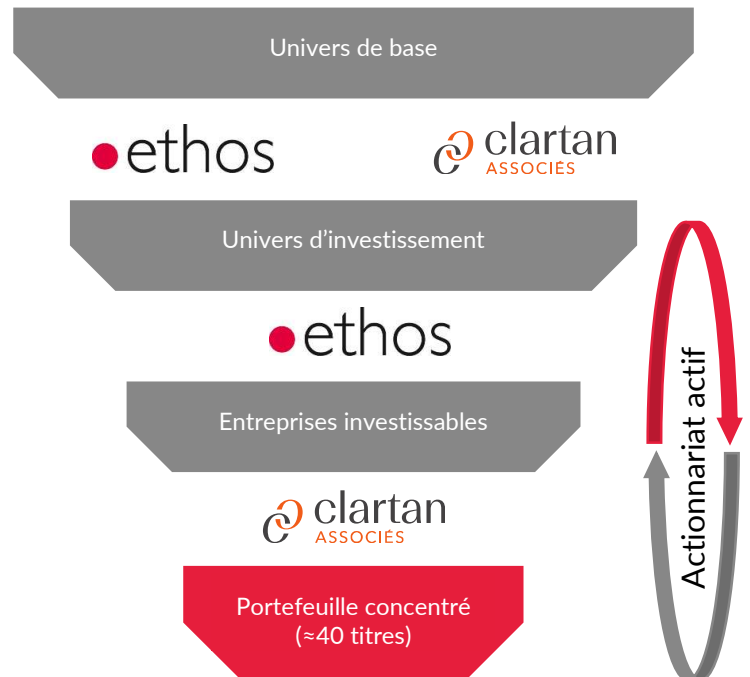 Univers de base
ethos
clartan
ASSOCIÉS
Univers d’investissement
ethos
Entreprises investissables
clartan
ASSOCIÉS
Portefeuille concentré
(≈40 titres)
Actionnariat actif